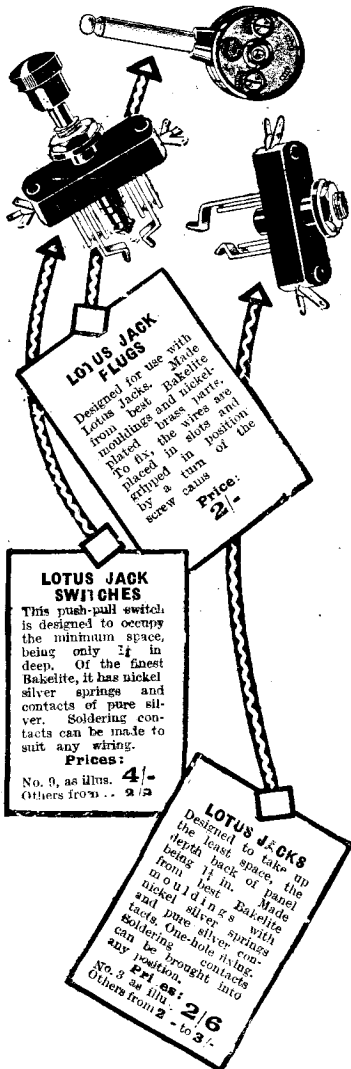 LOTUS JACK
PLUGS
Designed for use with
Lotus Jacks. Made
from best Bakelite
mouldings and nickel-
plated brass parts.
To fix, the wires are
placed in slots and
gripped in position
by a turn of the
screw cams
Price:
2/-
LOTUS JACK
SWITCHES
This push-pull switch
is designed to occupy
the minimum space,
being only in
deep. Of the finest
Bakelite, it has nickel
silver springs and
contacts of pure sil-
ver. Soldering con-
tacts can be made to
suit any wiring.
Prices:
No. 9, as illus. 4/-
Others from ..
LOTUS JACKS
Designed to take up
the least space, the
depth back of panel
being in. Made
from best Bakelite
mouldings with
nickel silver springs
and pure silver con-
tacts. One-hole fixing.
Soldering contacts
can be brought into
any position.
Pri es:
No. 3 as illu. 2/6
Others from 2 - to 3/-